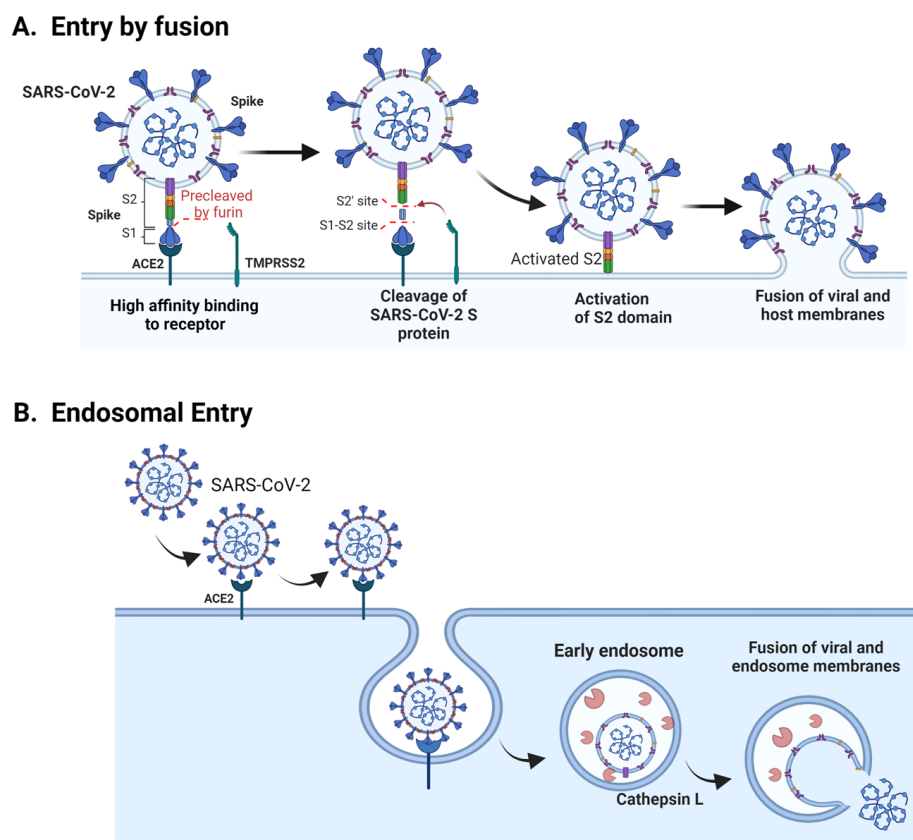 A. Entry by fusion
SARS-CoV-2
Spike
S2
Spike
S1
Precleaved
by furin
ACE2
TMPRSS2
High affinity binding
to receptor
S2' site
S1-S2 site
Cleavage of
SARS-CoV-2 S
protein
Activated S2
Activation
of S2 domain
Fusion of viral and
host membranes
B. Endosomal Entry
SARS-CoV-2
ACE2
Early endosome
Cathepsin L
Fusion of viral and
endosome membranes